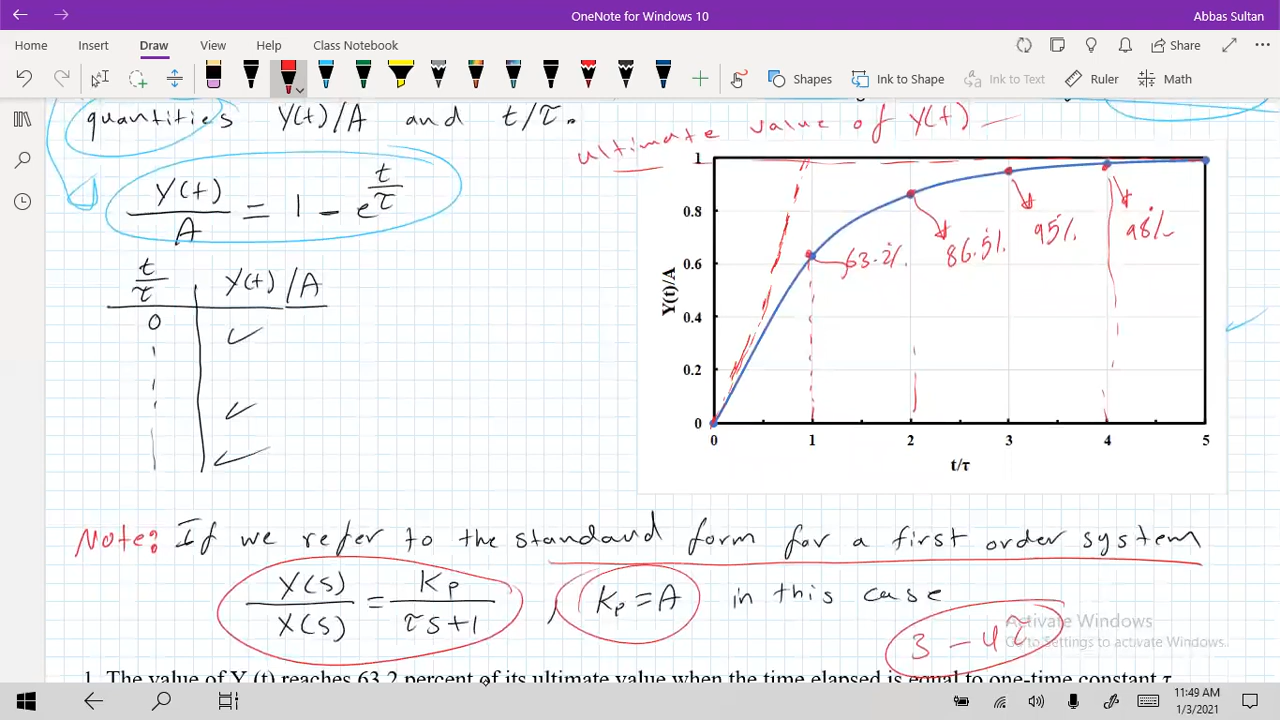 OneNote for Windows 10
Abbas Sultan
Home Insert Draw View Help Class Notebook Share
Shapes Ink to Shape Ink to Text Ruler Math
quantities Y(t)/A and t/τ.
ultimate value of Y(t)
Y(t)/A = 1 - e^t/τ
t/τ Y(t)/A
0
1
0.8
0.6
0.4
0.2
0
Y(t)/A
63.2%
86.5%
95%
98%
0 1 2 3 4 5
t/τ
Note: If we refer to the standard form for a first order system
Y(s)/X(s) = Kp/τs+1 , Kp = A in this case
3 - 4τ
Activate Windows
Go to Settings to activate Windows.
1. The value of Y (t) reaches 63.2 percent of its ultimate value when the time elapsed is equal to one-time constant τ
11:49 AM
1/3/2021